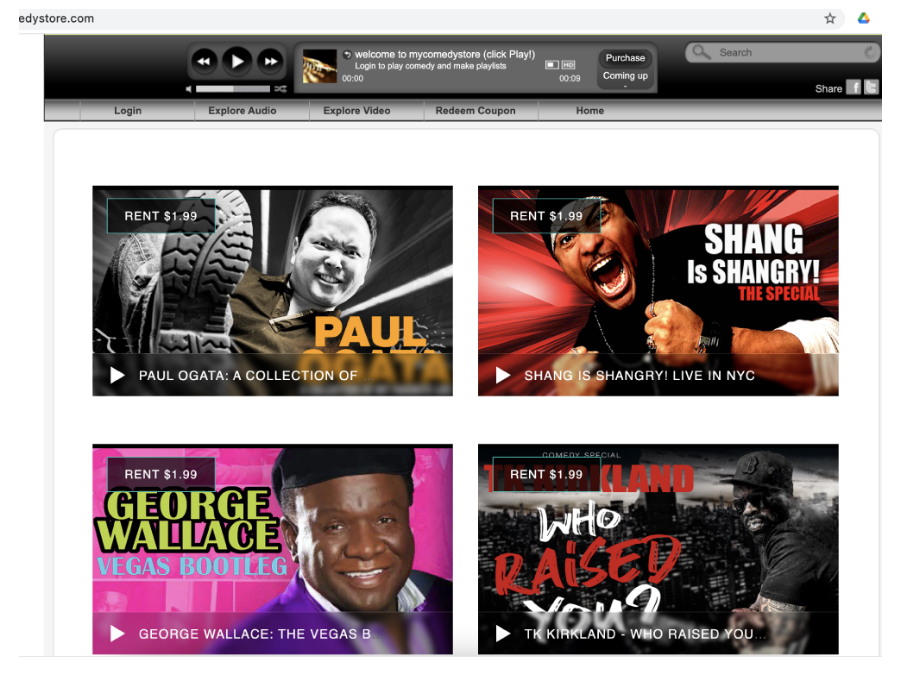 edystore.com
welcome to mycomedystore (click Play!)
Login to play comedy and make playlists
00:00
HD
00:09
Purchase
Coming up
-
Search
Share
Login
Explore Audio
Explore Video
Redeem Coupon
Home
RENT $1.99
PAUL
OGATA
PAUL OGATA: A COLLECTION OF
RENT $1.99
SHANG
Is SHANGRY!
THE SPECIAL
SHANG IS SHANGRY! LIVE IN NYC
RENT $1.99
GEORGE
WALLACE
VEGAS BOOTLEG
GEORGE WALLACE: THE VEGAS B
COMEDY SPECIAL
RENT $1.99
TK KIRKLAND
WHO
RAiSED
YOU?
TK KIRKLAND - WHO RAISED YOU...